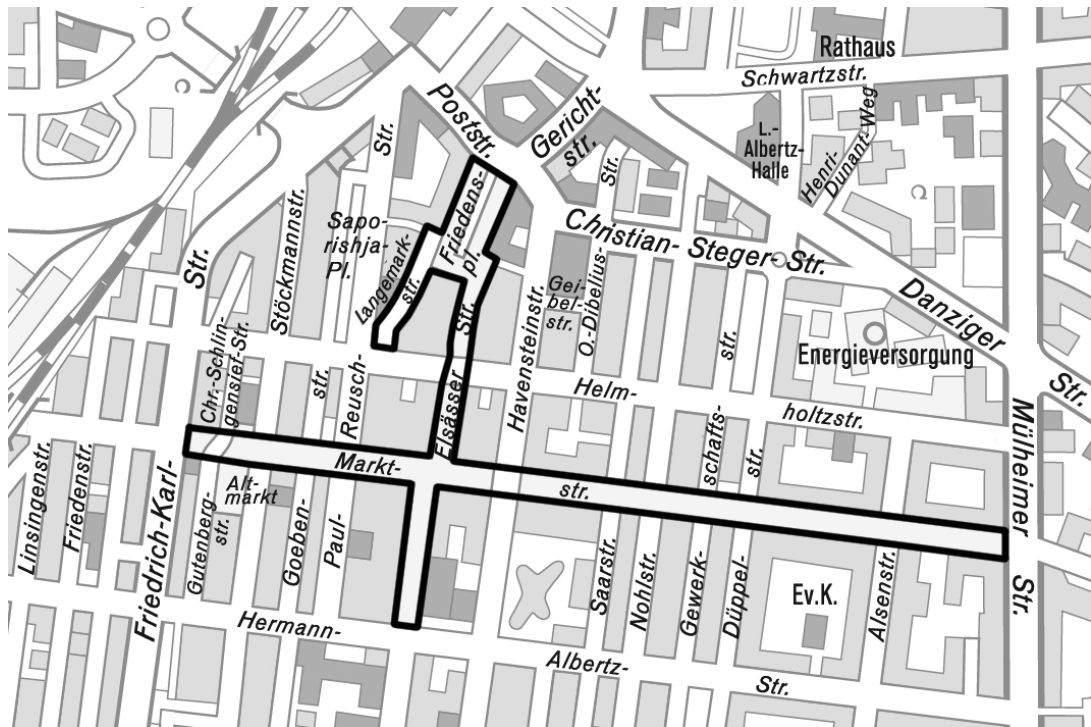 Rathaus
Schwartzstr.
Poststr.
Gericht-
str.
L.-
Albertz-
Halle
Henri-
Dunant-Weg
Str.
Str.
Friedens-
pl.
Sapo-
rishja-
Pl.
Langemark-
str.
Christian- Steger- Str.
Str.
Stöckmannstr.
Geibel-
str.
O.-Dibelius-
Str.
Danziger
Str.
Energieversorgung
Chr.-Schlin-
gensief-Str.
str.
Reusch-
Elsässer
Havensteinstr.
Helm-
holtzstr.
str.
Mülheimer
Str.
Markt-
str.
schafts-
str.
Linsingenstr.
Friedenstr.
Friedrich-Karl-
Gutenberg-
str.
Alt-
markt
Goeben-
Paul-
Saarstr.
Nohlstr.
Gewerk-
Düppel-
Ev.K.
Alsenstr.
Hermann-
Albertz-
Str.